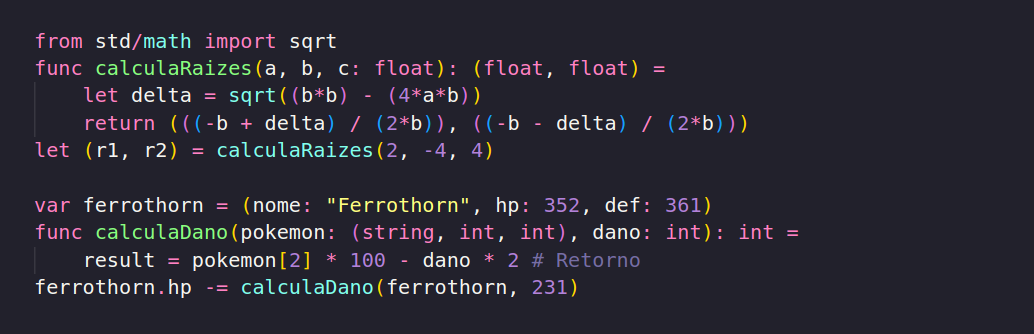 from std/math import sqrt
func calculaRaizes(a, b, c: float): (float, float) =
    let delta = sqrt((b*b) - (4*a*b))
    return (((-b + delta) / (2*b)), ((-b - delta) / (2*b)))
let (r1, r2) = calculaRaizes(2, -4, 4)

var ferrothorn = (nome: "Ferrothorn", hp: 352, def: 361)
func calculaDano(pokemon: (string, int, int), dano: int): int =
    result = pokemon[2] * 100 - dano * 2 # Retorno
ferrothorn.hp -= calculaDano(ferrothorn, 231)